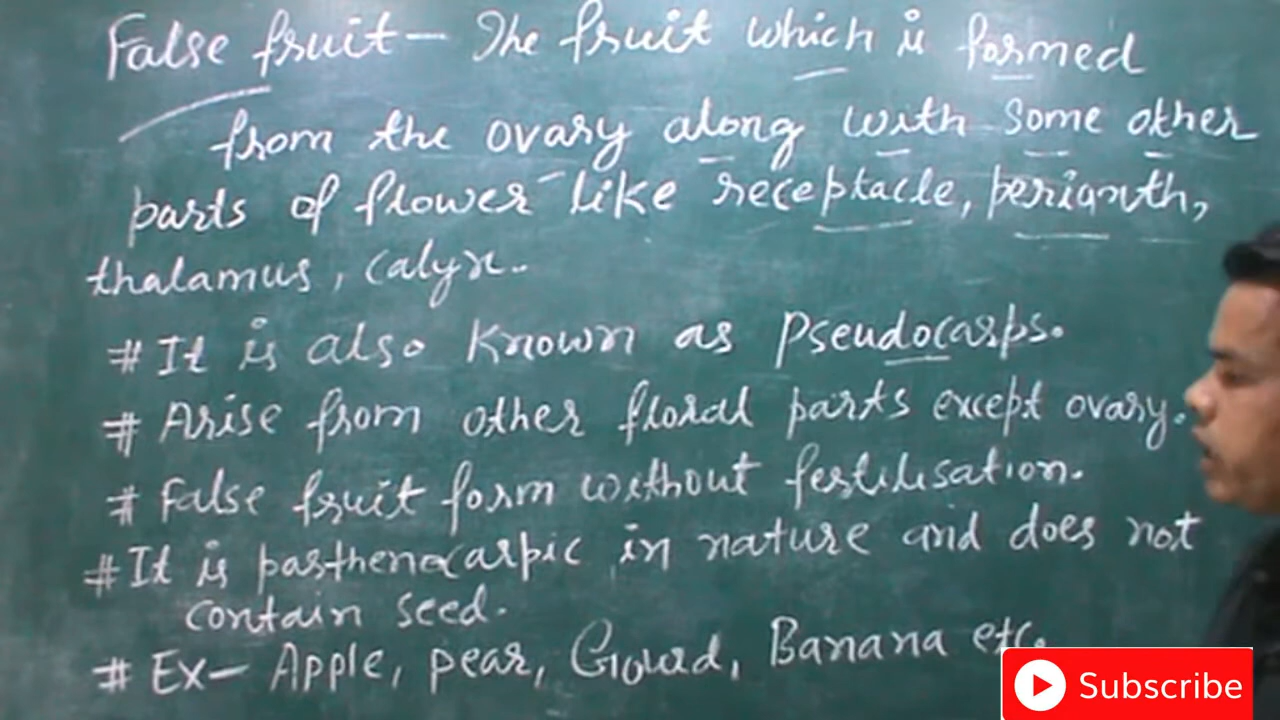 False fruit - The fruit which is formed
from the ovary along with some other
parts of flower like receptacle, perianth,
thalamus, calyx.
# It is also known as Pseudocarps.
# Arise from other floral parts except ovary.
# False fruit form without fertilisation.
# It is parthenocarpic in nature and does not
contain seed.
# Ex- Apple, pear, Gourd, Banana etc.
Subscribe